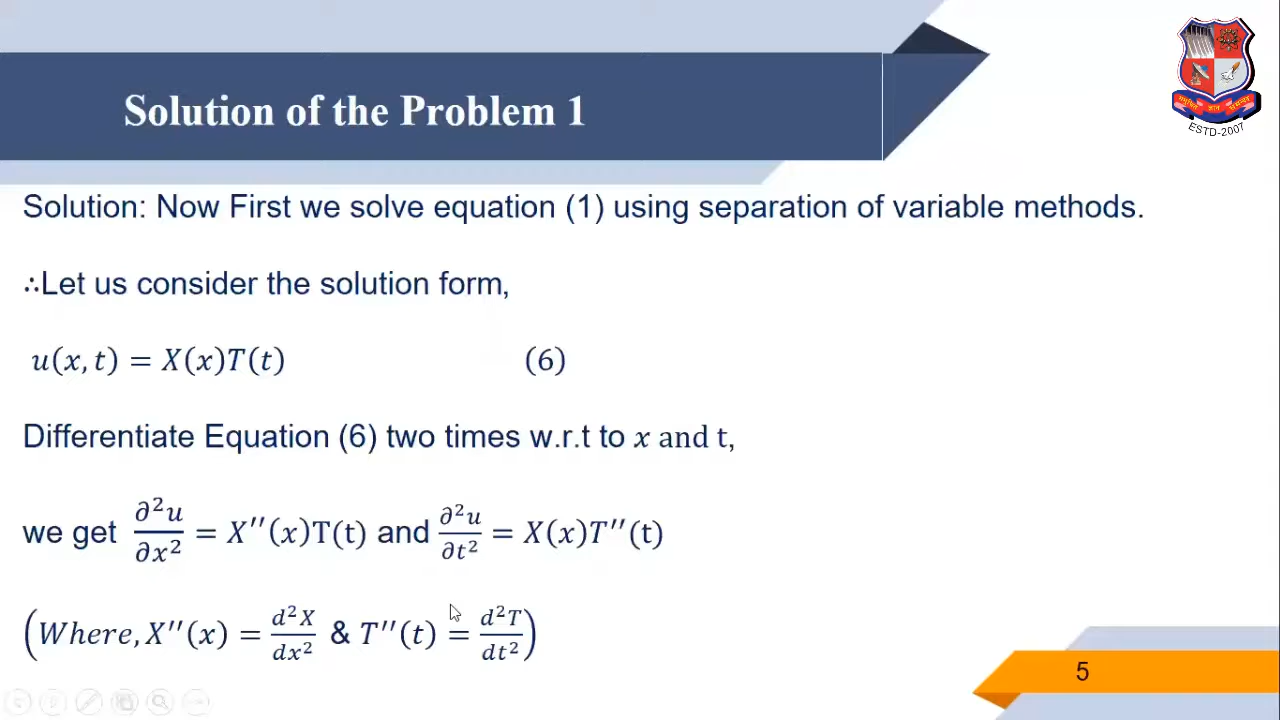 Solution of the Problem 1
ESTD-2007
Solution: Now First we solve equation (1) using separation of variable methods.
∴Let us consider the solution form,
u(x, t) = X(x)T(t) (6)
Differentiate Equation (6) two times w.r.t to x and t,
we get ∂²u/∂x² = X′′(x)T(t) and ∂²u/∂t² = X(x)T′′(t)
(Where, X′′(x) = d²X/dx² & T′′(t) = d²T/dt²)
5